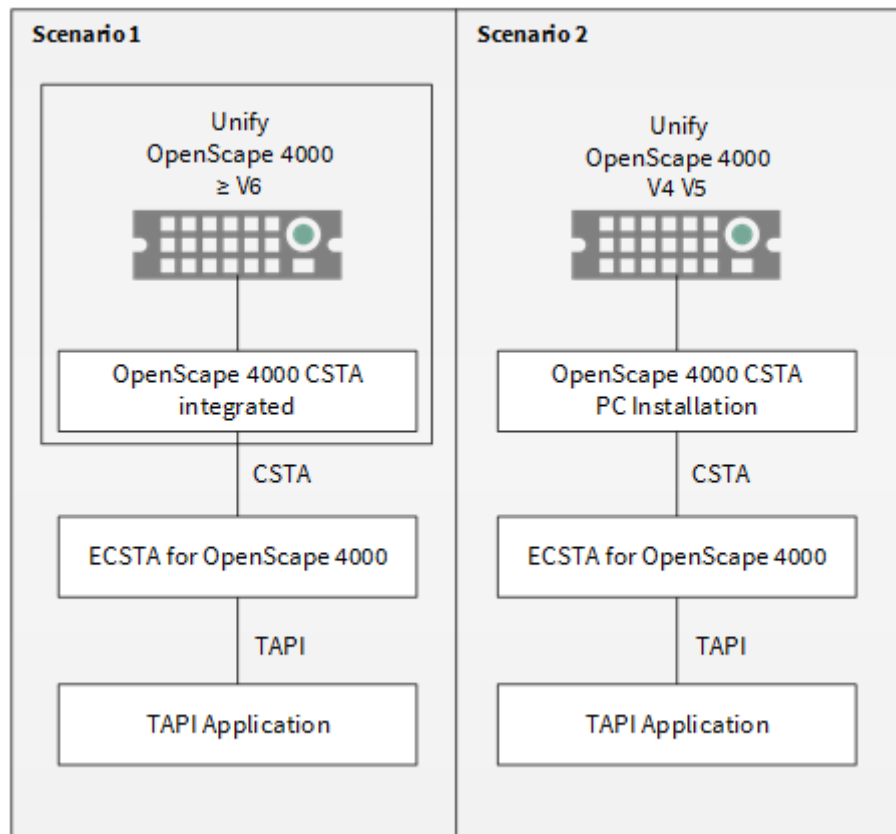 Scenario 1
Unify
OpenScape 4000
≥ V6
OpenScape 4000 CSTA
integrated
CSTA
ECSTA for OpenScape 4000
TAPI
TAPI Application
Scenario 2
Unify
OpenScape 4000
V4 V5
OpenScape 4000 CSTA
PC Installation
CSTA
ECSTA for OpenScape 4000
TAPI
TAPI Application